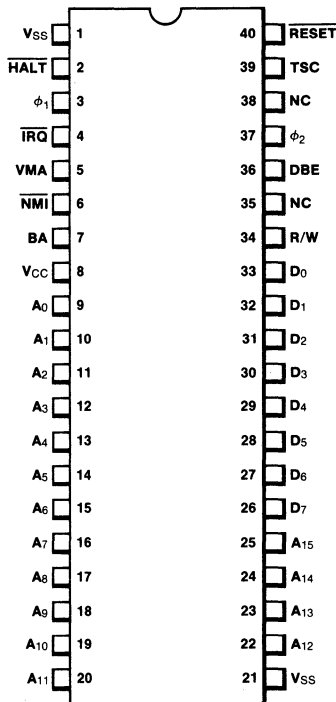 VSS 1 40 RESET
HALT 2 39 TSC
ϕ1 3 38 NC
IRQ 4 37 ϕ2
VMA 5 36 DBE
NMI 6 35 NC
BA 7 34 R/W
VCC 8 33 D0
A0 9 32 D1
A1 10 31 D2
A2 11 30 D3
A3 12 29 D4
A4 13 28 D5
A5 14 27 D6
A6 15 26 D7
A7 16 25 A15
A8 17 24 A14
A9 18 23 A13
A10 19 22 A12
A11 20 21 VSS